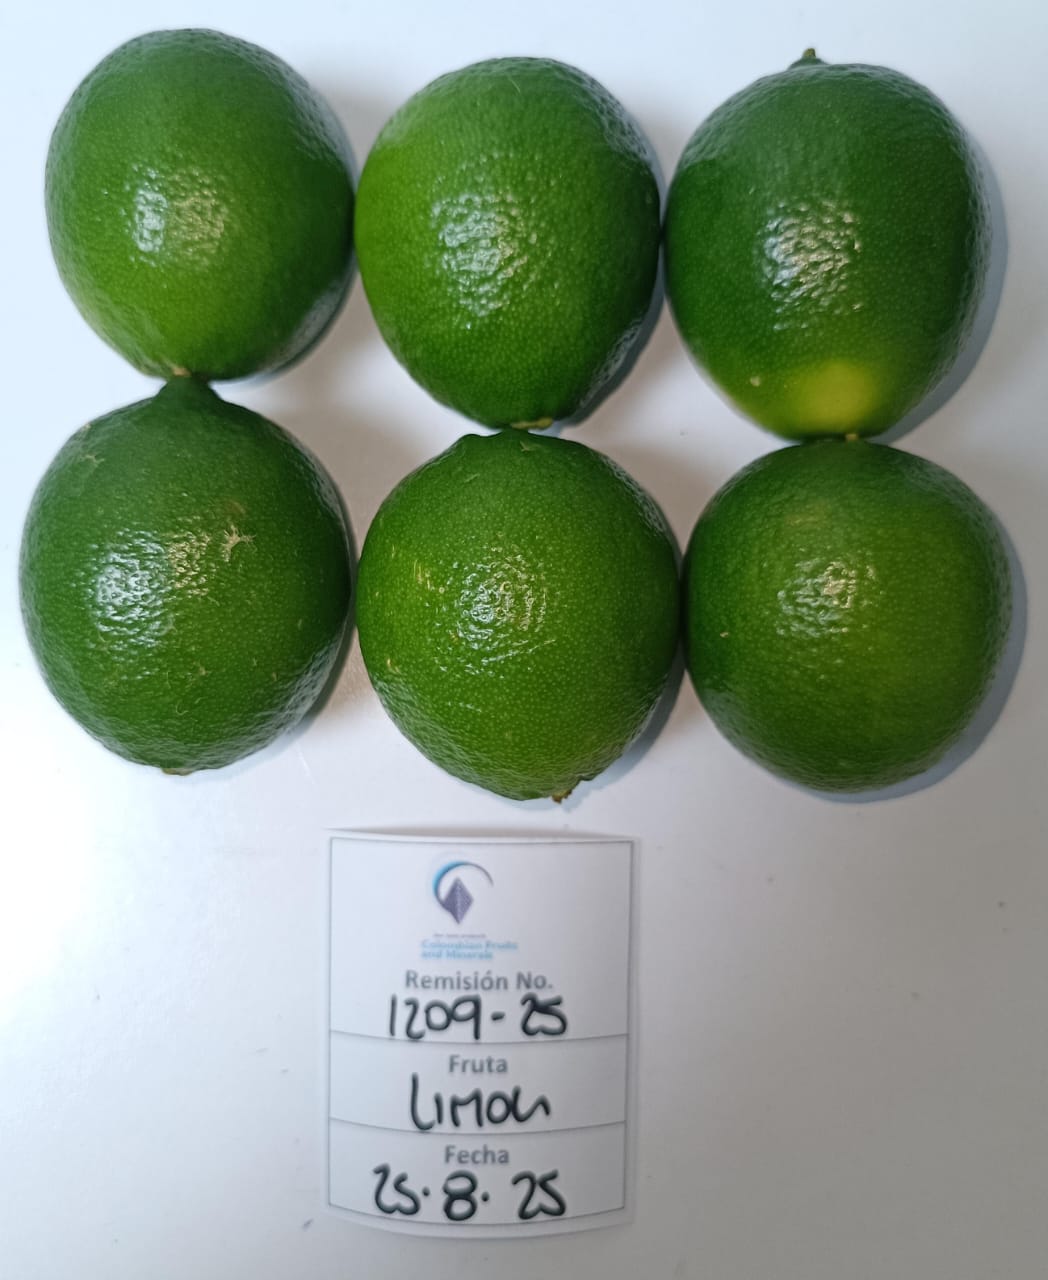 Colombian Fruits
and Minerals
Remisión No.
1209-25
Fruta
Limon
Fecha
25.8.25